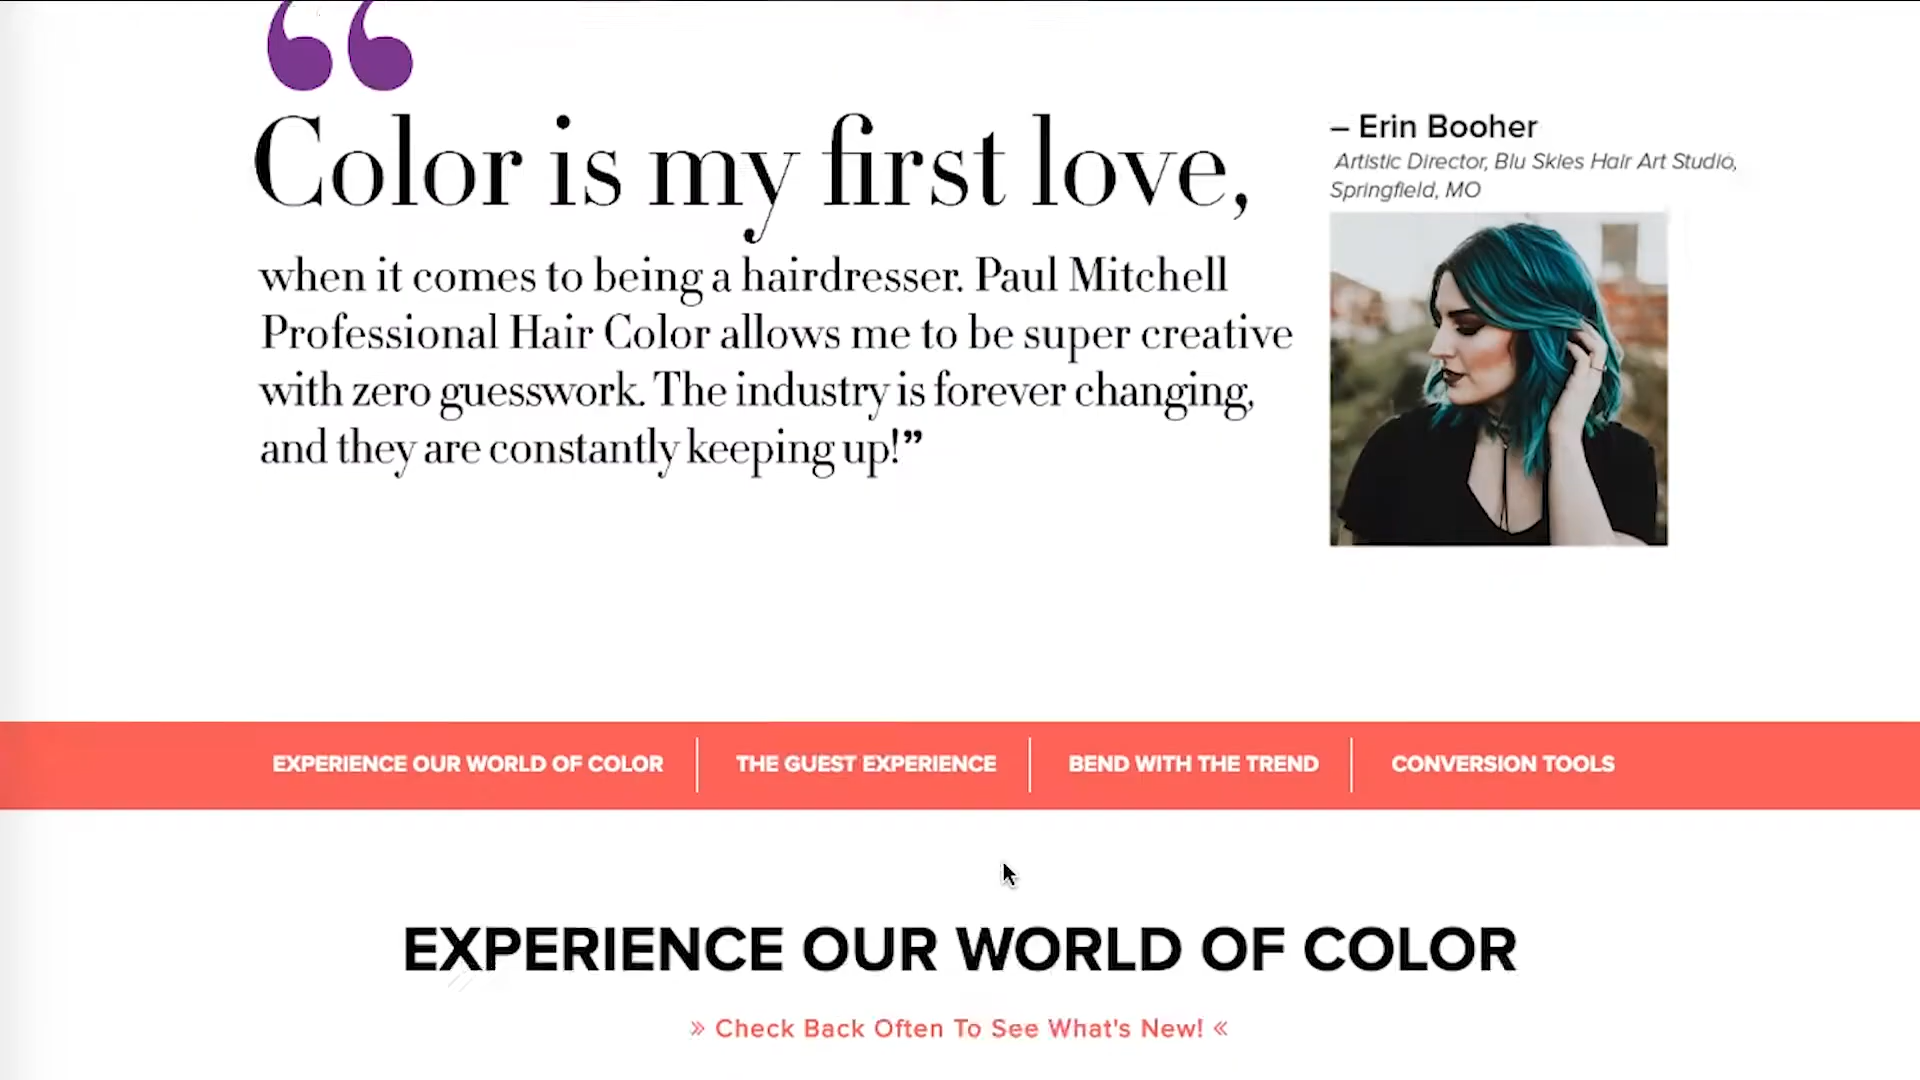 “
Color is my first love,
when it comes to being a hairdresser. Paul Mitchell
Professional Hair Color allows me to be super creative
with zero guesswork. The industry is forever changing,
and they are constantly keeping up!”
– Erin Booher
Artistic Director, Blu Skies Hair Art Studio,
Springfield, MO
EXPERIENCE OUR WORLD OF COLOR
THE GUEST EXPERIENCE
BEND WITH THE TREND
CONVERSION TOOLS
EXPERIENCE OUR WORLD OF COLOR
» Check Back Often To See What's New! «